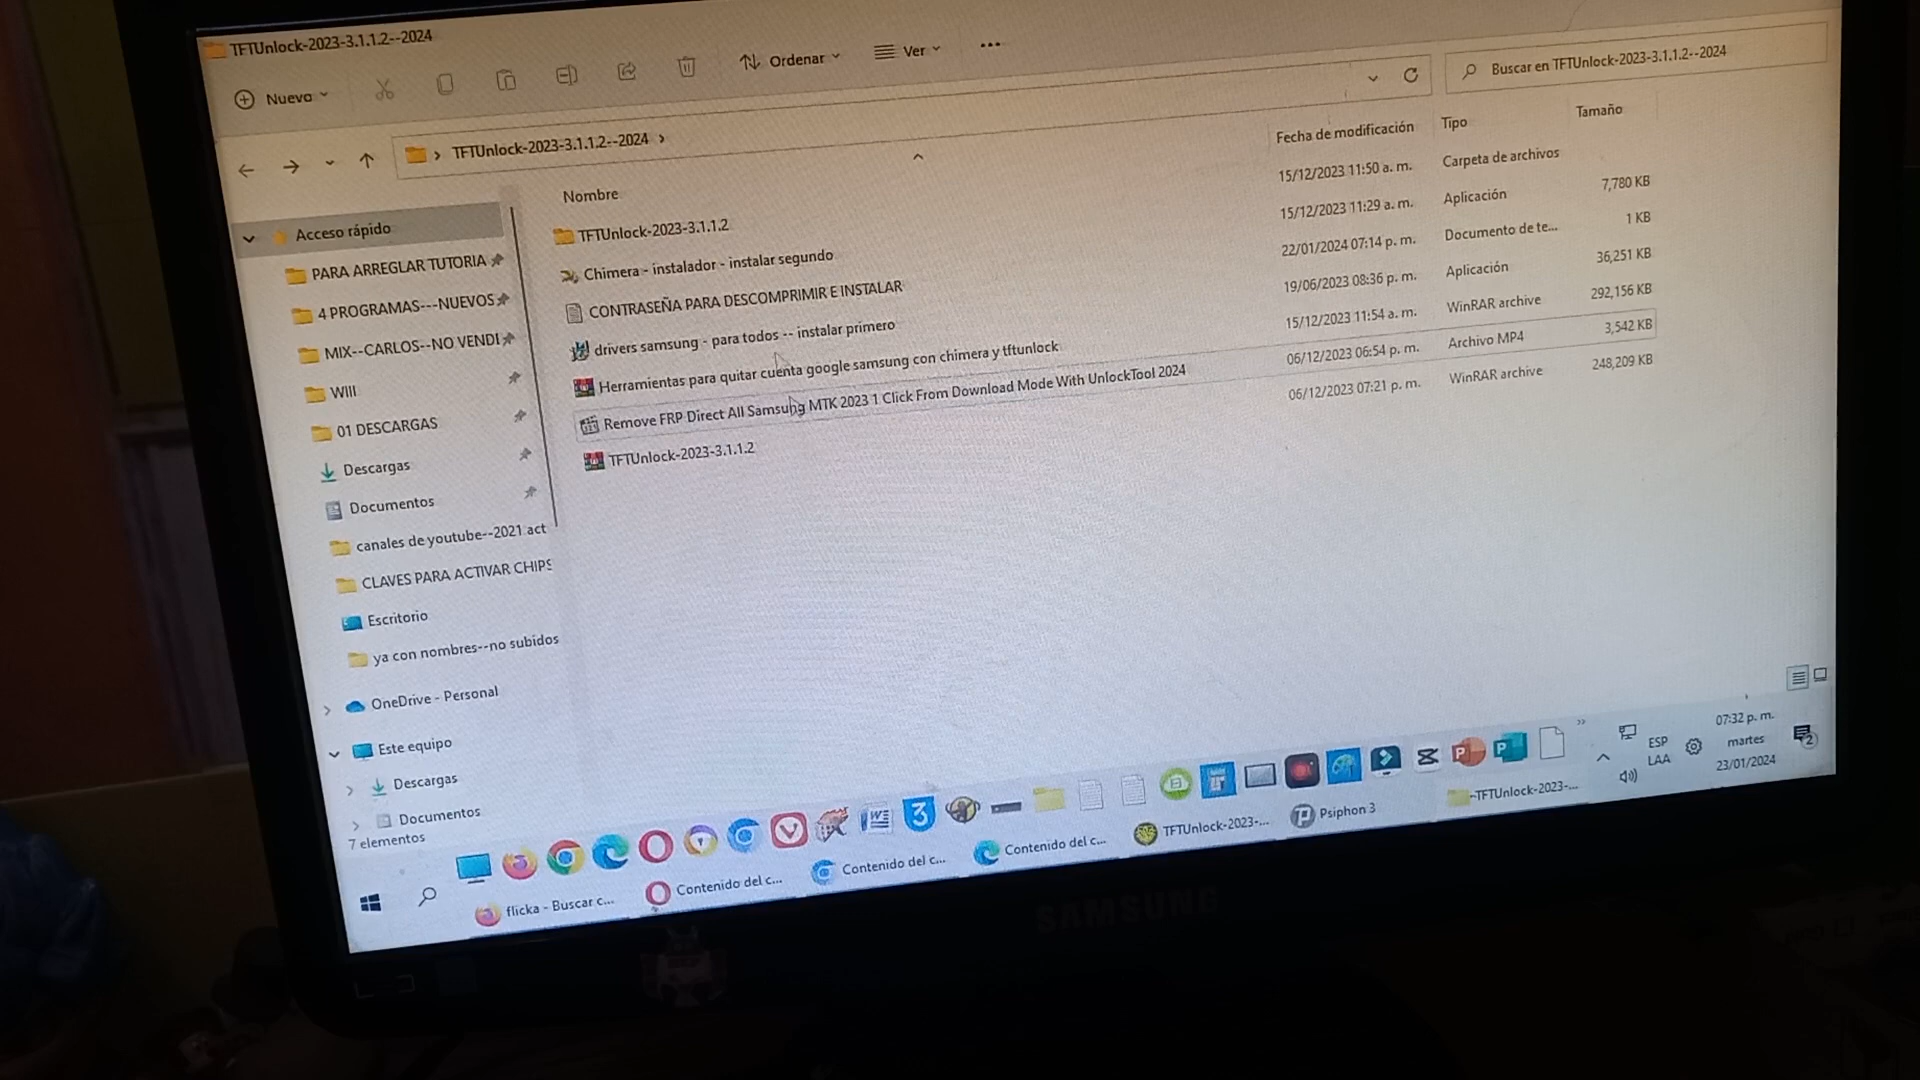 TFTUnlock-2023-3.1.1.2--2024
Nuevo
Ordenar
Ver
TFTUnlock-2023-3.1.1.2--2024
Buscar en TFTUnlock-2023-3.1.1.2--2024
Nombre
Fecha de modificación
Tipo
Tamaño
TFTUnlock-2023-3.1.1.2
15/12/2023 11:50 a. m.
Carpeta de archivos
Chimera - instalador - instalar segundo
15/12/2023 11:29 a. m.
Aplicación
7,780 KB
CONTRASEÑA PARA DESCOMPRIMIR E INSTALAR
22/01/2024 07:14 p. m.
Documento de te...
1 KB
drivers samsung - para todos -- instalar primero
19/06/2023 08:36 p. m.
Aplicación
36,251 KB
Herramientas para quitar cuenta google samsung con chimera y tftunlock
15/12/2023 11:54 a. m.
WinRAR archive
292,156 KB
Remove FRP Direct All Samsung MTK 2023 1 Click From Download Mode With UnlockTool 2024
06/12/2023 06:54 p. m.
Archivo MP4
3,542 KB
TFTUnlock-2023-3.1.1.2
06/12/2023 07:21 p. m.
WinRAR archive
248,209 KB
Acceso rápido
PARA ARREGLAR TUTORIA
4 PROGRAMAS---NUEVOS
MIX--CARLOS--NO VENDI
WIll
01 DESCARGAS
Descargas
Documentos
canales de youtube--2021 act
CLAVES PARA ACTIVAR CHIPS
Escritorio
ya con nombres--no subidos
OneDrive - Personal
Este equipo
Descargas
Documentos
7 elementos
flicka - Buscar c...
Contenido del c...
Contenido del c...
Contenido del c...
TFTUnlock-2023-...
Psiphon 3
-TFTUnlock-2023-...
ESP
LAA
07:32 p. m.
martes
23/01/2024
2
SAMSUNG